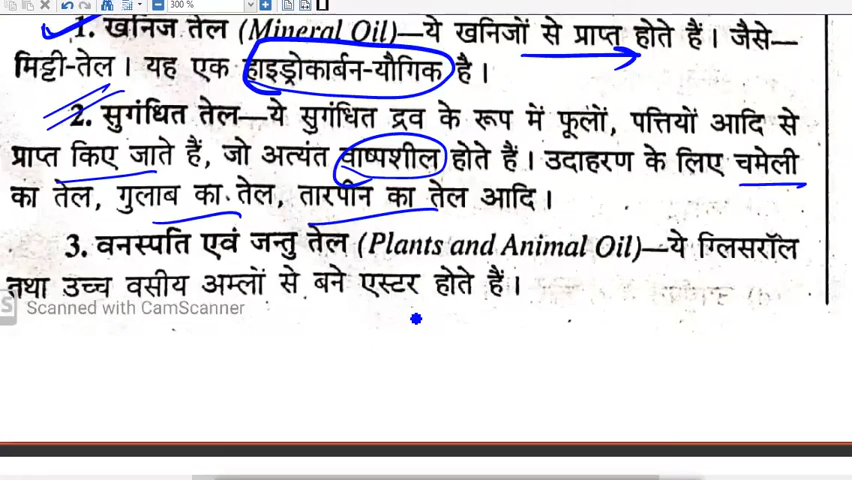 300 %
1. खनिज तेल (Mineral Oil)—ये खनिजों से प्राप्त होते हैं। जैसे—
मिट्टी-तेल। यह एक हाइड्रोकार्बन-यौगिक है।
2. सुगंधित तेल—ये सुगंधित द्रव के रूप में फूलों, पत्तियों आदि से
प्राप्त किए जाते हैं, जो अत्यंत वाष्पशील होते हैं। उदाहरण के लिए चमेली
का तेल, गुलाब का तेल, तारपीन का तेल आदि।
3. वनस्पति एवं जन्तु तेल (Plants and Animal Oil)—ये ग्लिसरॉल
तथा उच्च वसीय अम्लों से बने एस्टर होते हैं।
S Scanned with CamScanner